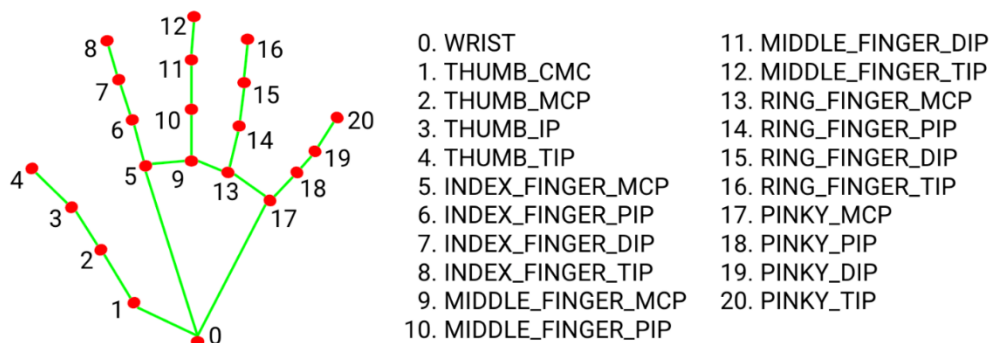 12
8
16
11
7
15
10
6
14
20
19
5
9
13
18
4
17
3
2
1
0
0. WRIST
1. THUMB_CMC
2. THUMB_MCP
3. THUMB_IP
4. THUMB_TIP
5. INDEX_FINGER_MCP
6. INDEX_FINGER_PIP
7. INDEX_FINGER_DIP
8. INDEX_FINGER_TIP
9. MIDDLE_FINGER_MCP
10. MIDDLE_FINGER_PIP
11. MIDDLE_FINGER_DIP
12. MIDDLE_FINGER_TIP
13. RING_FINGER_MCP
14. RING_FINGER_PIP
15. RING_FINGER_DIP
16. RING_FINGER_TIP
17. PINKY_MCP
18. PINKY_PIP
19. PINKY_DIP
20. PINKY_TIP